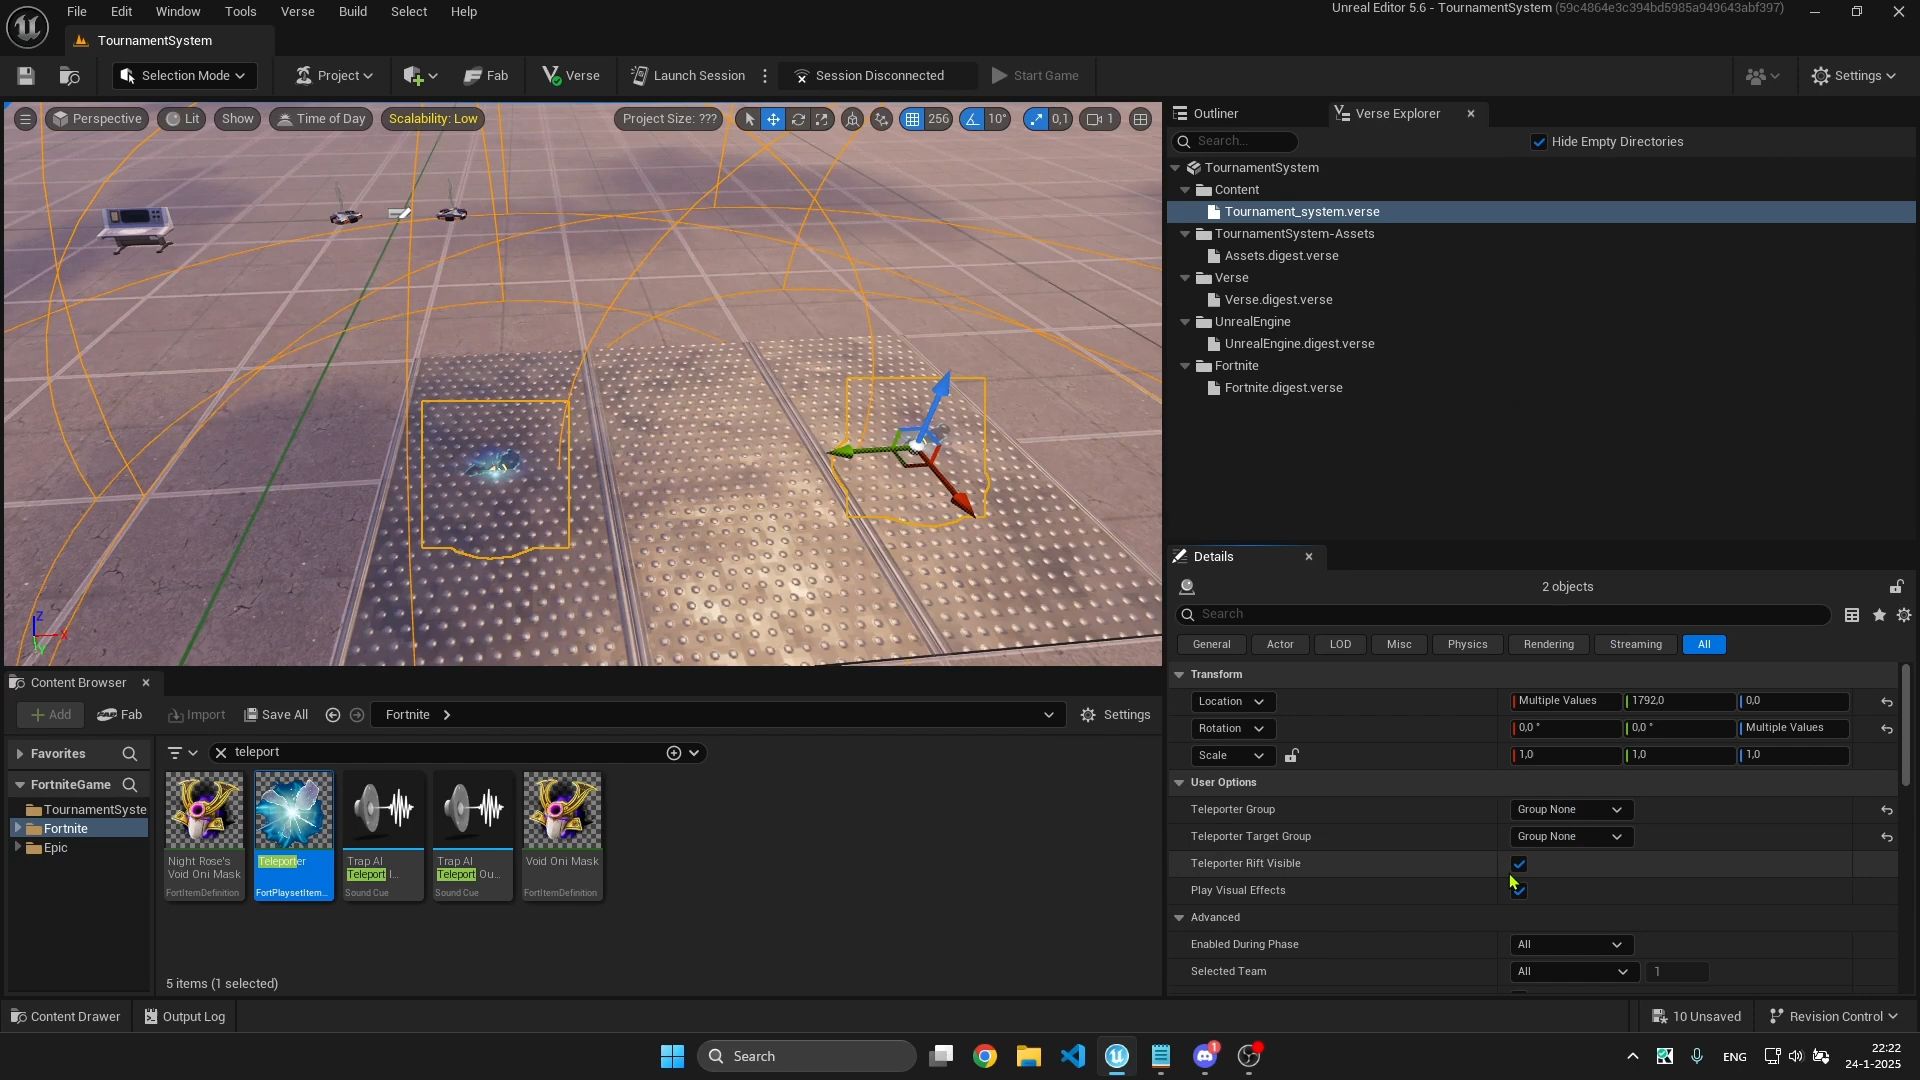 File Edit Window Tools Verse Build Select Help
Unreal Editor 5.6 - TournamentSystem (59c4864e3c394bd5985a949643abf397)
TournamentSystem
Selection Mode
Project
Fab
Verse
Launch Session
Session Disconnected
Start Game
Settings
Perspective
Lit
Show
Time of Day
Scalability: Low
Project Size: ???
256
10°
0,1
1
Outliner
Verse Explorer
Search...
Hide Empty Directories
TournamentSystem
Content
Tournament_system.verse
TournamentSystem-Assets
Assets.digest.verse
Verse
Verse.digest.verse
UnrealEngine
UnrealEngine.digest.verse
Fortnite
Fortnite.digest.verse
Z
X
Y
Details
2 objects
Search
General Actor LOD Misc Physics Rendering Streaming All
Transform
Location Multiple Values 1792,0 0,0
Rotation 0,0 ° 0,0 ° Multiple Values
Scale 1,0 1,0 1,0
User Options
Teleporter Group Group None
Teleporter Target Group Group None
Teleporter Rift Visible
Play Visual Effects
Advanced
Enabled During Phase All
Selected Team All 1
Content Browser
Add
Fab
Import
Save All
Fortnite
Settings
Favorites
FortniteGame
TournamentSyste
Fortnite
Epic
teleport
Night Rose's
Void Oni Mask
FortItemDefinition
Teleporter
FortPlaysetItem...
Trap AI
Teleport I...
Sound Cue
Trap AI
Teleport Ou...
Sound Cue
Void Oni Mask
FortItemDefinition
5 items (1 selected)
Content Drawer
Output Log
10 Unsaved
Revision Control
Search
1
ENG
22:22
24-1-2025